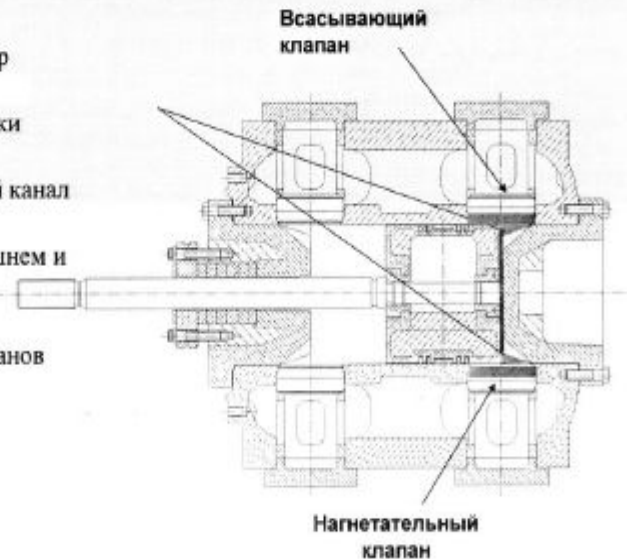 Всасывающий
клапан
р
ки
й канал
шнем и
анов
Нагнетательный
клапан